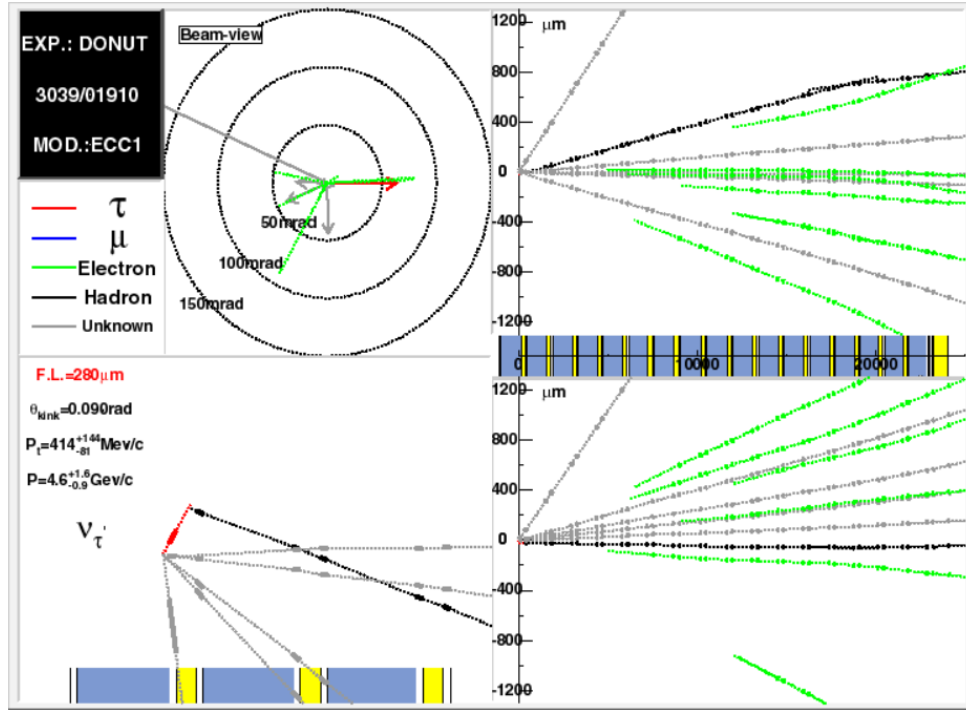 EXP.: DONUT
3039/01910
MOD.:ECC1
Beam-view
50mrad
100mrad
150mrad
τ
μ
Electron
Hadron
Unknown
F.L.=280μm
θkink=0.090rad
Pt=414+144-81Mev/c
P=4.6+1.6-0.9Gev/c
ντ'
1200
μm
800
400
0
-400
-800
-1200
0
10000
20000
1200
μm
800
400
0
-400
-800
-1200